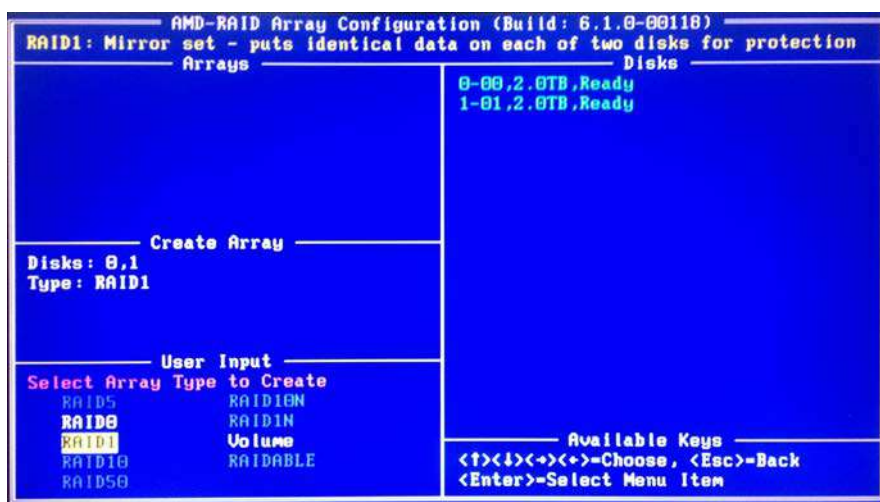 AMD-RAID Array Configuration (Build: 6.1.0-00118)
RAID1: Mirror set - puts identical data on each of two disks for protection
Arrays
Disks
0-00,2.0TB,Ready
1-01,2.0TB,Ready
Create Array
Disks: 0,1
Type: RAID1
User Input
Select Array Type to Create
RAID5 RAID10N
RAID0 RAID1N
RAID1 Volume
RAID10 RAIDABLE
RAID50
Available Keys
<↑><↓><→><←>=Choose, <Esc>=Back
<Enter>=Select Menu Item